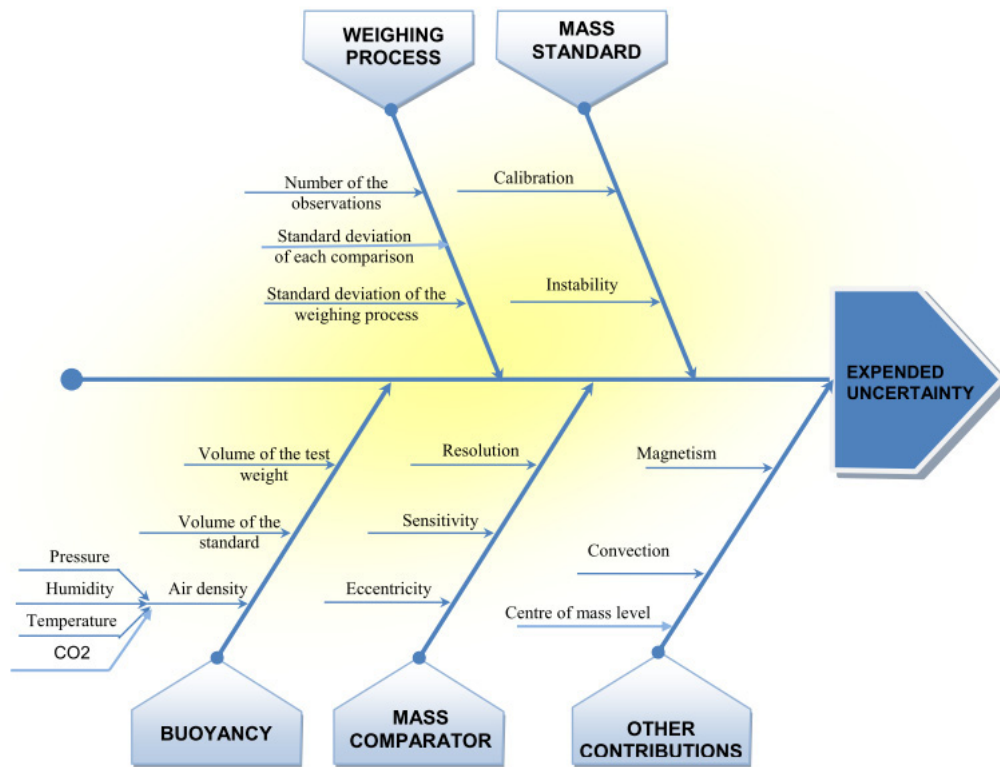 WEIGHING
PROCESS
MASS
STANDARD
Number of the
observations
Standard deviation
of each comparison
Standard deviation of the
weighing process
Calibration
Instability
EXPENDED
UNCERTAINTY
Volume of the test
weight
Volume of the
standard
Pressure
Humidity
Temperature
CO2
Air density
Resolution
Sensitivity
Eccentricity
Magnetism
Convection
Centre of mass level
BUOYANCY
MASS
COMPARATOR
OTHER
CONTRIBUTIONS